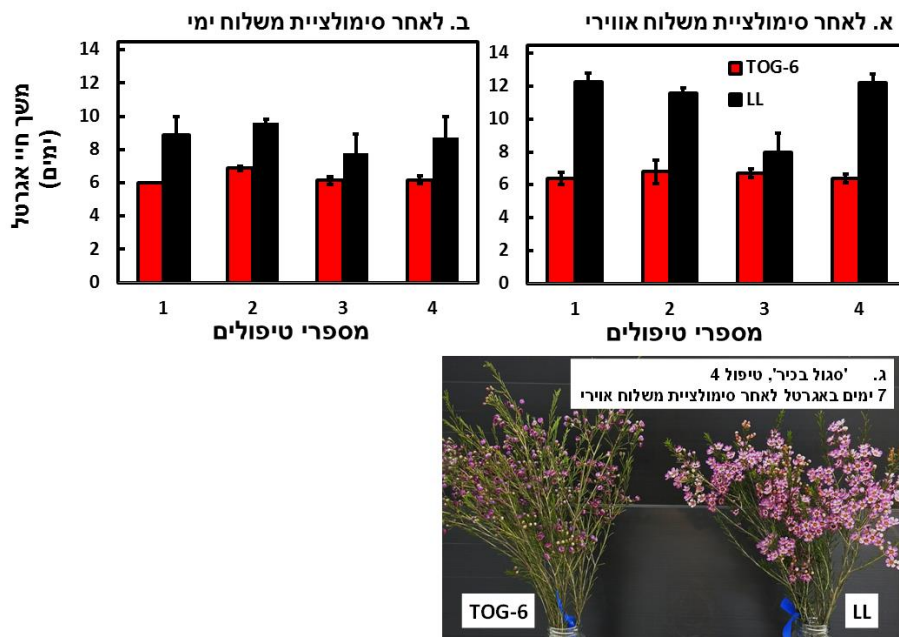 א. לאחר סימולציית משלוח אווירי
14
12
10
8
6
4
2
0
TOG-6
LL
1 2 3 4
מספרי טיפולים
ב. לאחר סימולציית משלוח ימי
משך חיי אגרטל
(ימים)
14
12
10
8
6
4
2
0
1 2 3 4
מספרי טיפולים
ג. 'סגול בכיר', טיפול 4
7 ימים באגרטל לאחר סימולציית משלוח אוירי
TOG-6
LL